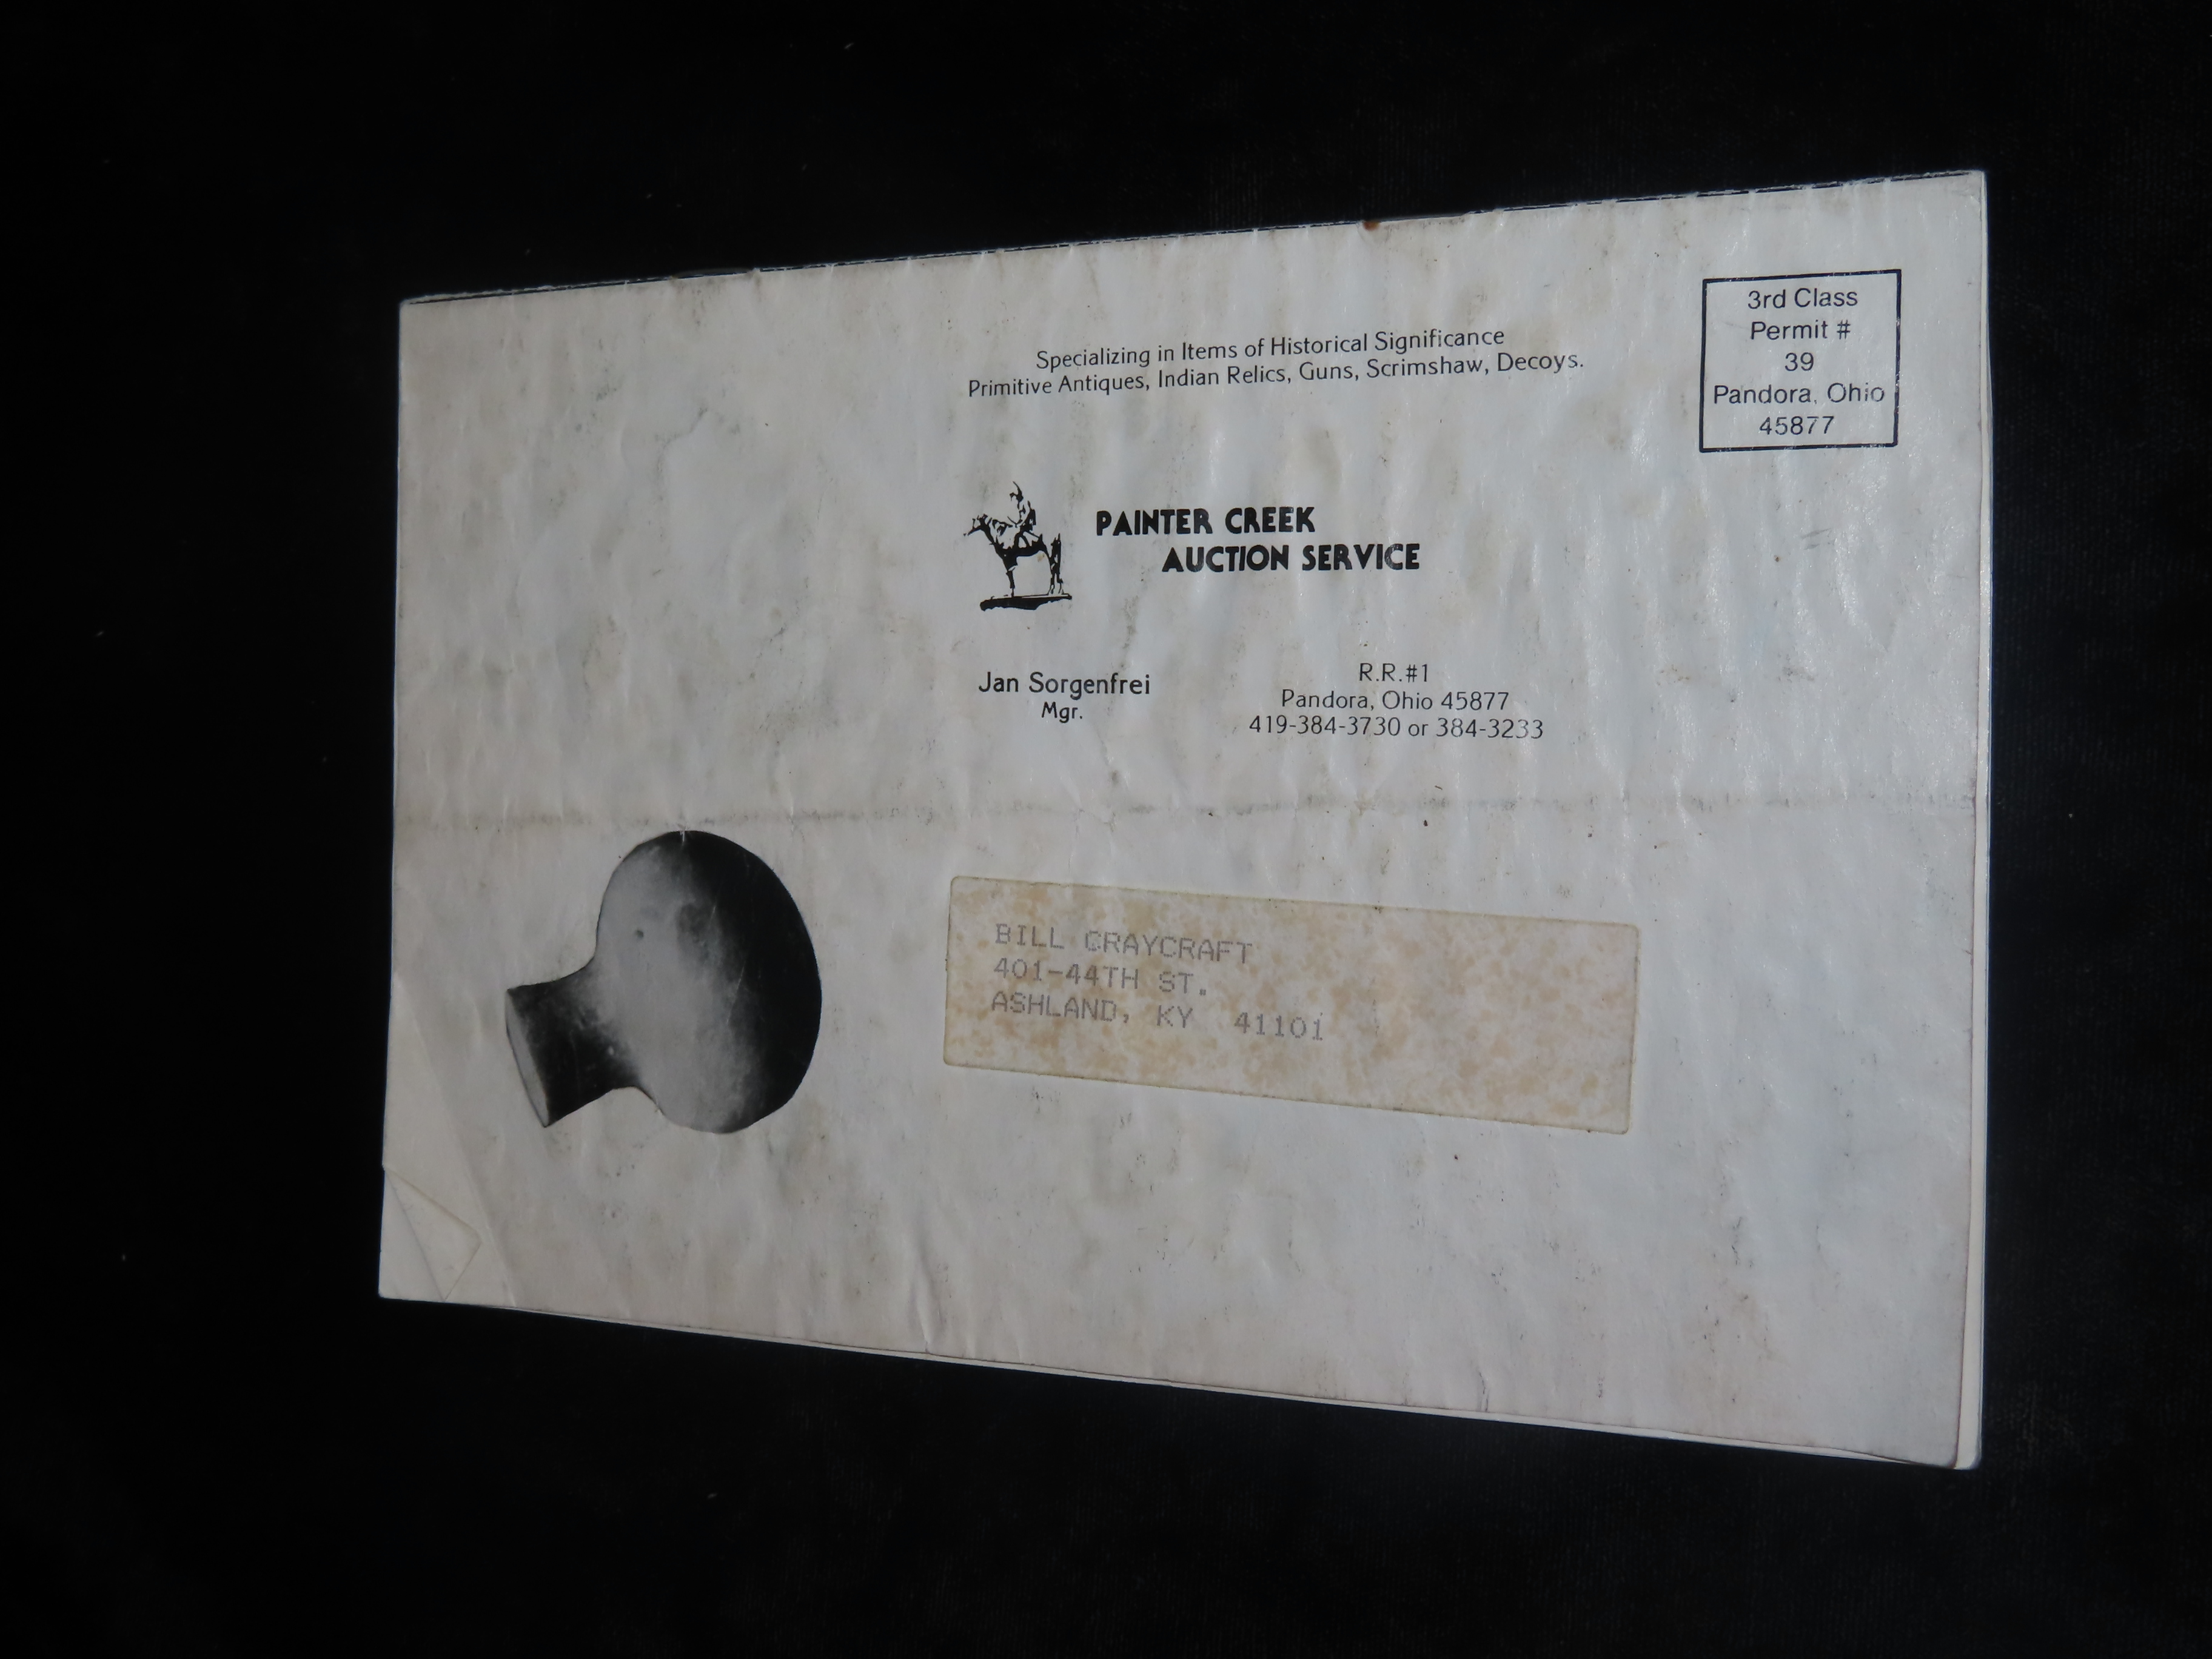 Specializing in Items of Historical Significance
Primitive Antiques, Indian Relics, Guns, Scrimshaw, Decoys.
3rd Class
Permit #
39
Pandora, Ohio
45877
PAINTER CREEK
AUCTION SERVICE
Jan Sorgenfrei
Mgr.
R.R.#1
Pandora, Ohio 45877
419-384-3730 or 384-3233
BILL CRAYCRAFT
401-44TH ST.
ASHLAND, KY 41101